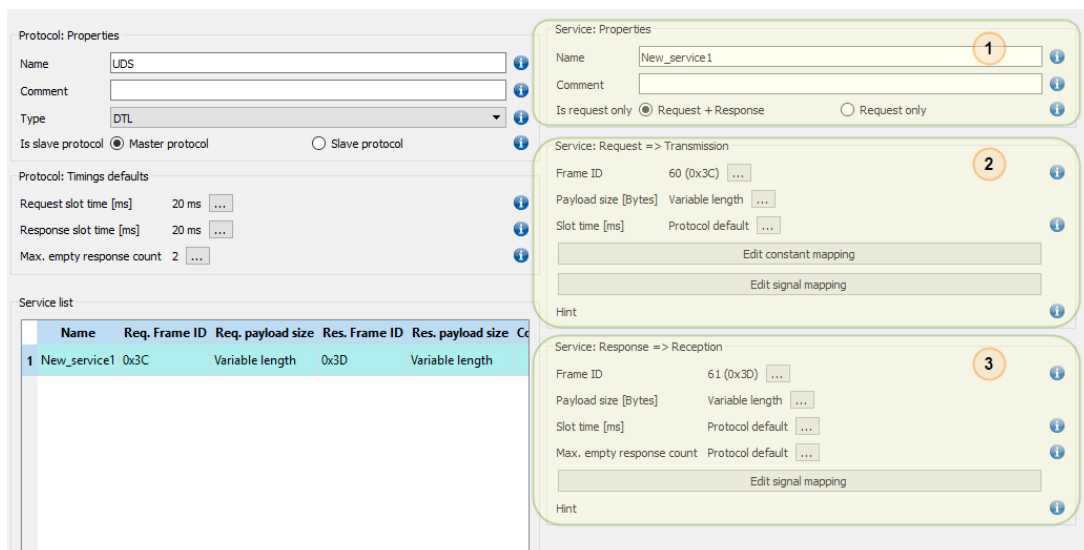 Protocol: Properties
Name UDS
Comment
Type DTL
Is slave protocol Master protocol Slave protocol
Protocol: Timings defaults
Request slot time [ms] 20 ms ...
Response slot time [ms] 20 ms ...
Max. empty response count 2 ...
Service list
Name Req. Frame ID Req. payload size Res. Frame ID Res. payload size Co
1 New_service1 0x3C Variable length 0x3D Variable length
Service: Properties
1
Name New_service1
Comment
Is request only Request + Response Request only
Service: Request => Transmission
2
Frame ID 60 (0x3C) ...
Payload size [Bytes] Variable length ...
Slot time [ms] Protocol default ...
Edit constant mapping
Edit signal mapping
Hint
Service: Response => Reception
3
Frame ID 61 (0x3D) ...
Payload size [Bytes] Variable length ...
Slot time [ms] Protocol default ...
Max. empty response count Protocol default ...
Edit signal mapping
Hint